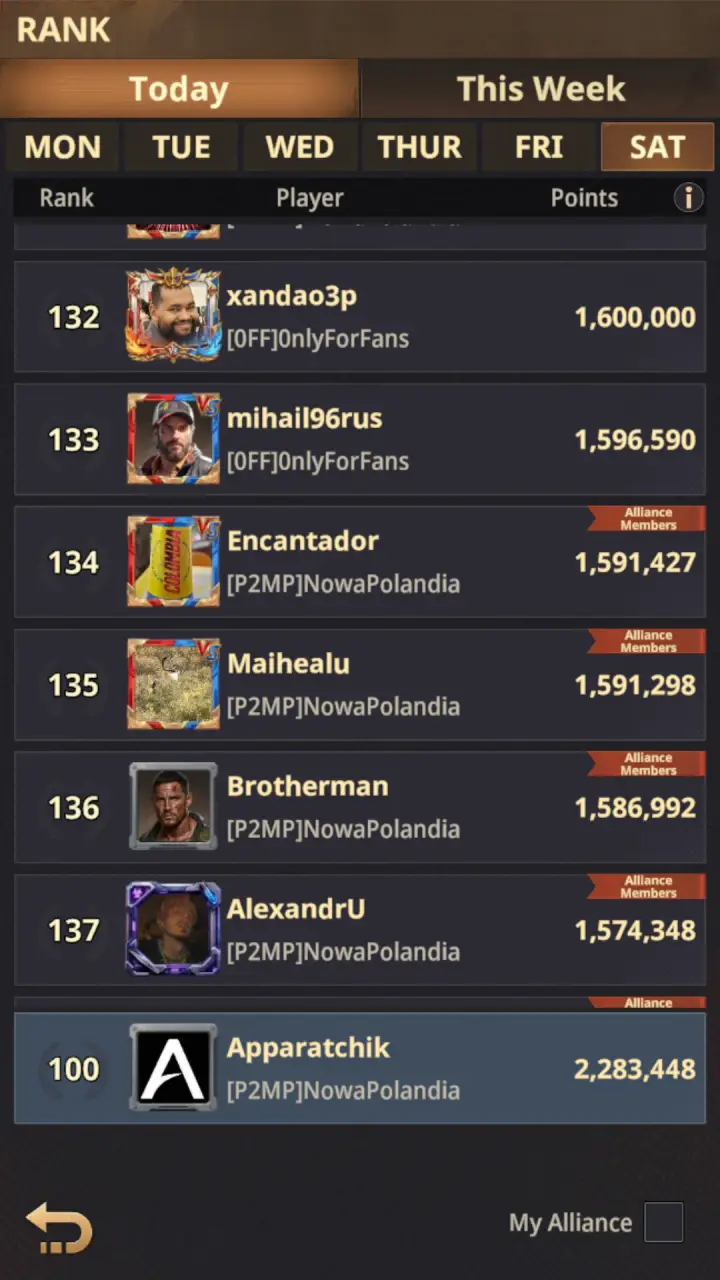 RANK
Today
This Week
MON
TUE
WED
THUR
FRI
SAT
Rank
Player
Points
132
xandao3p
[0FF]0nlyForFans
1,600,000
133
mihail96rus
[0FF]0nlyForFans
1,596,590
Alliance
Members
134
Encantador
[P2MP]NowaPolandia
1,591,427
COLOMBIA
Alliance
Members
135
Maihealu
[P2MP]NowaPolandia
1,591,298
Alliance
Members
136
Brotherman
[P2MP]NowaPolandia
1,586,992
Alliance
Members
137
AlexandrU
[P2MP]NowaPolandia
1,574,348
Alliance
100
Apparatchik
[P2MP]NowaPolandia
2,283,448
My Alliance